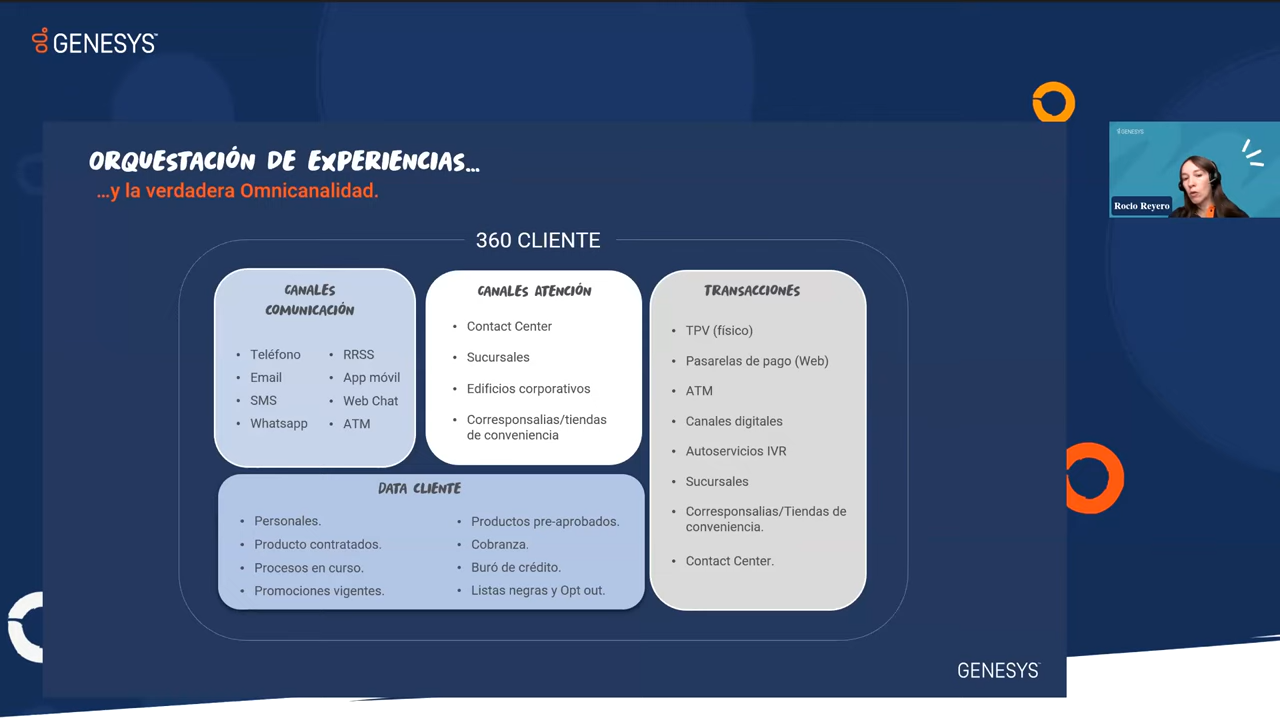 GENESYS™
ORQUESTACIÓN DE EXPERIENCIAS...
...y la verdadera Omnicanalidad.
360 CLIENTE
CANALES
COMUNICACIÓN
• Teléfono
• Email
• SMS
• Whatsapp
• RRSS
• App móvil
• Web Chat
• ATM
CANALES ATENCIÓN
• Contact Center
• Sucursales
• Edificios corporativos
• Corresponsalias/tiendas
de conveniencia
TRANSACCIONES
• TPV (físico)
• Pasarelas de pago (Web)
• ATM
• Canales digitales
• Autoservicios IVR
• Sucursales
• Corresponsalias/Tiendas de
conveniencia.
• Contact Center.
DATA CLIENTE
• Personales.
• Producto contratados.
• Procesos en curso.
• Promociones vigentes.
• Productos pre-aprobados.
• Cobranza.
• Buró de crédito.
• Listas negras y Opt out.
GENESYS™
GENESYS
Rocio Reyero